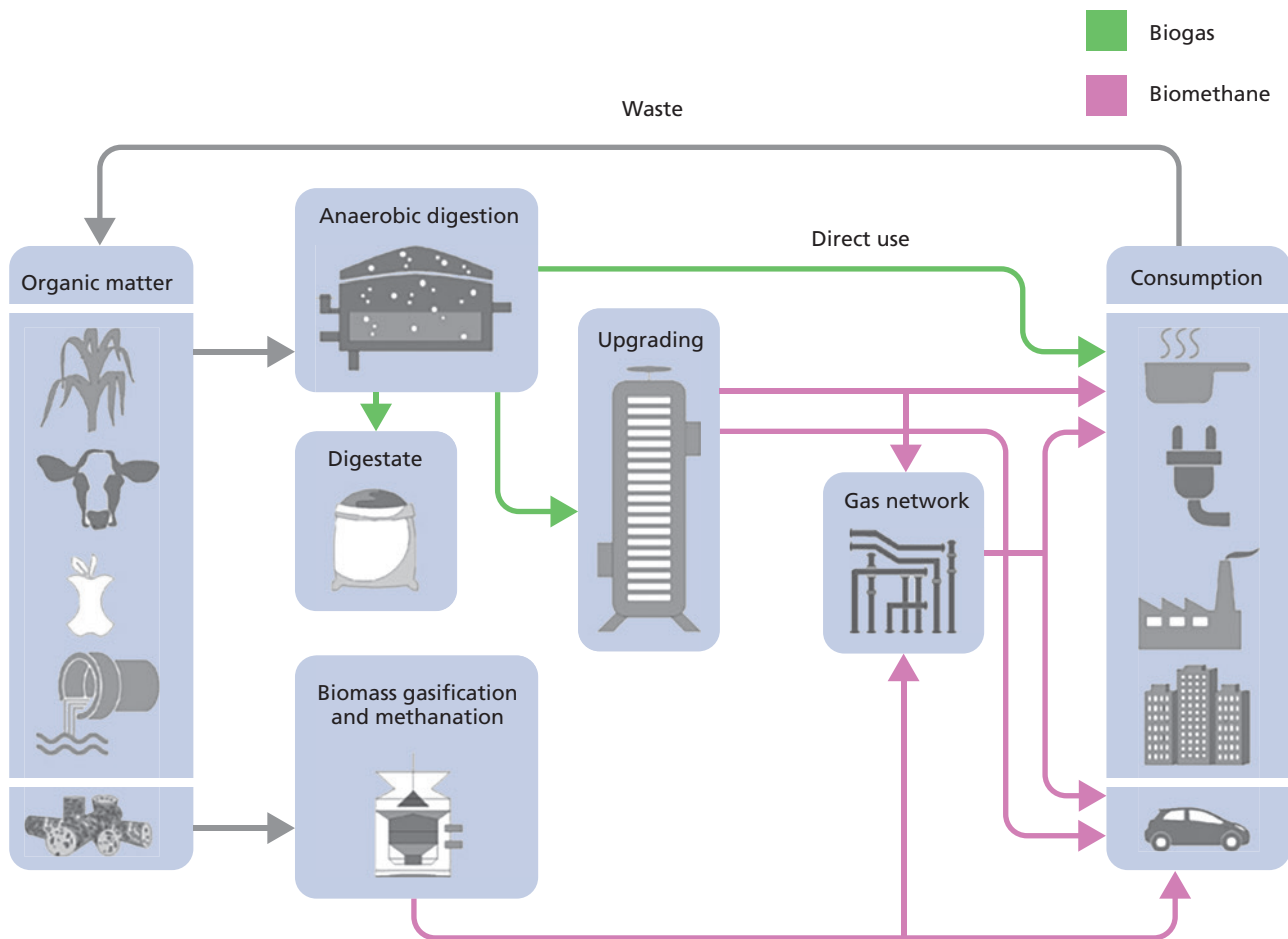 Biogas
Biomethane
Waste
Anaerobic digestion
Direct use
Organic matter
Consumption
Upgrading
Digestate
Gas network
Biomass gasification
and methanation